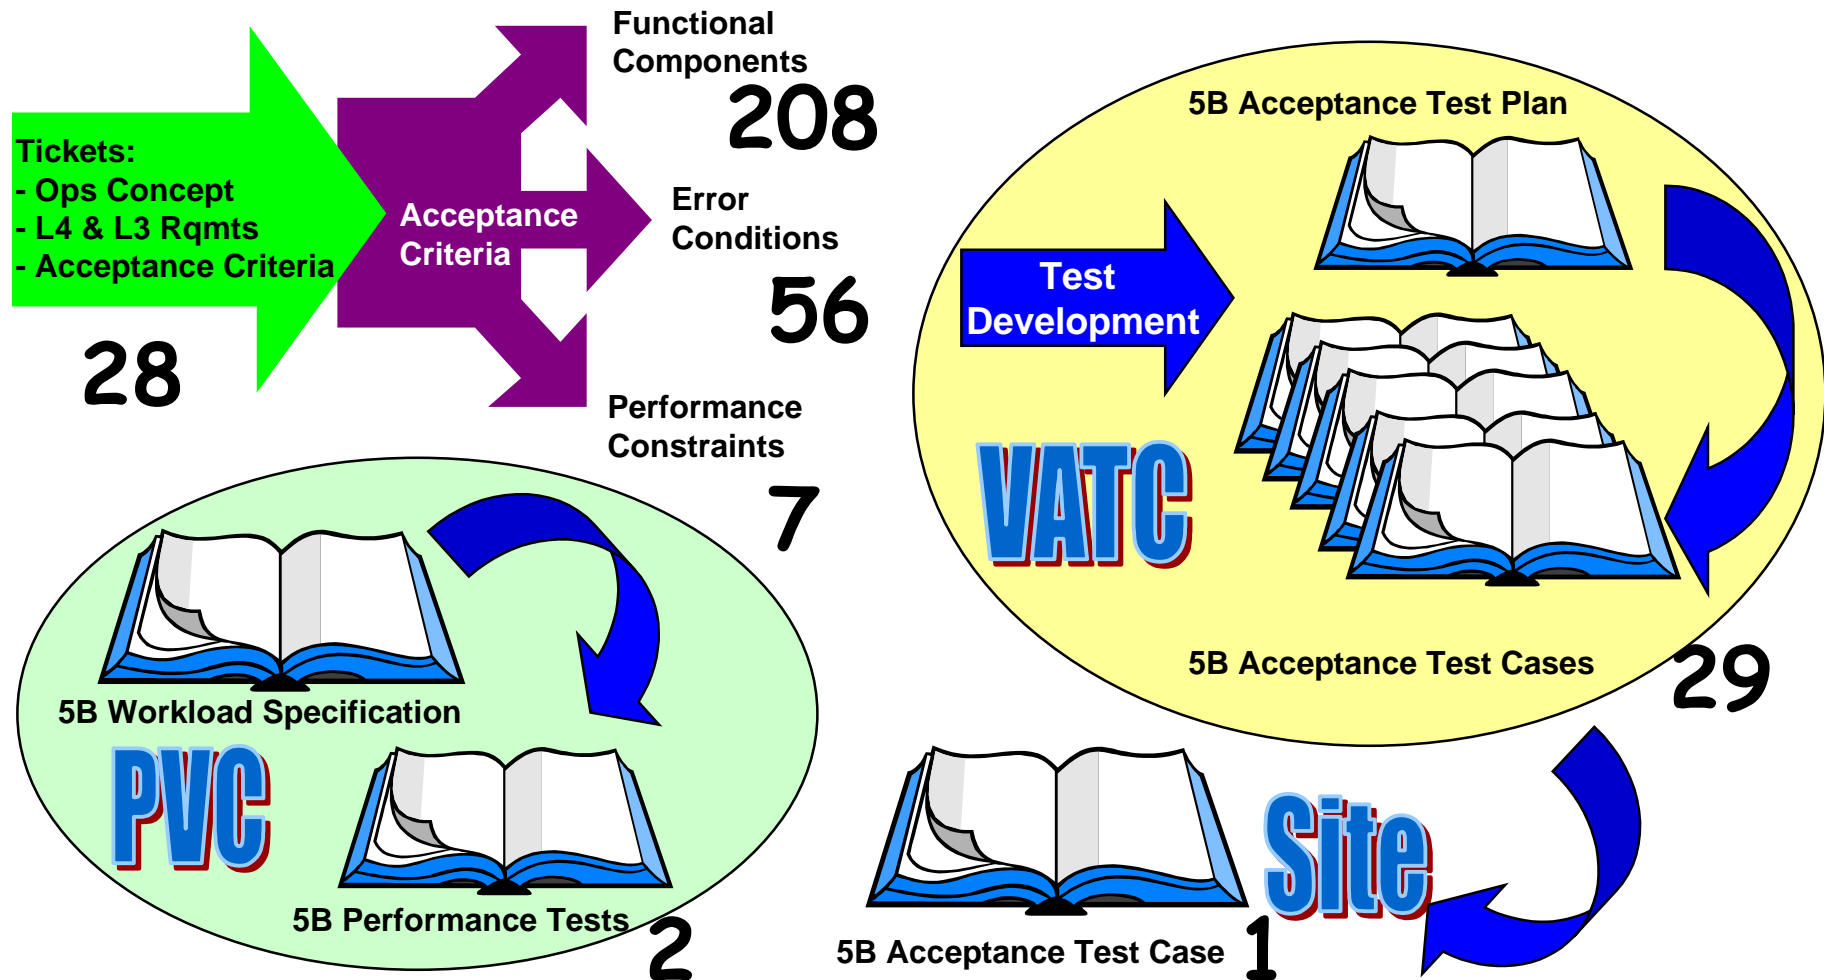 Tickets:
- Ops Concept
- L4 & L3 Rqmts
- Acceptance Criteria
28
Acceptance
Criteria
Functional
Components
208
Error
Conditions
56
Performance
Constraints
7
5B Acceptance Test Plan
Test
Development
VATC
5B Acceptance Test Cases
29
5B Workload Specification
PVC
5B Performance Tests
2
Site
5B Acceptance Test Case
1